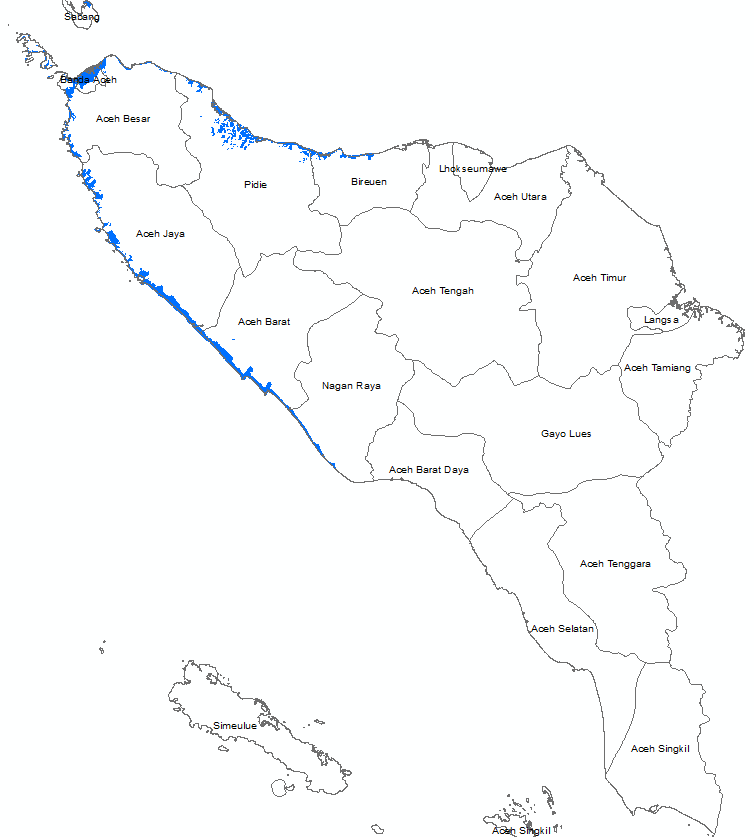 Sabang
Banda Aceh
Aceh Besar
Lhokseumawe
Pidie
Bireuen
Aceh Utara
Aceh Jaya
Aceh Timur
Aceh Tengah
Aceh Barat
Langsa
Aceh Tamiang
Nagan Raya
Gayo Lues
Aceh Barat Daya
Aceh Tenggara
Aceh Selatan
Simeulue
Aceh Singkil
Aceh Singkil